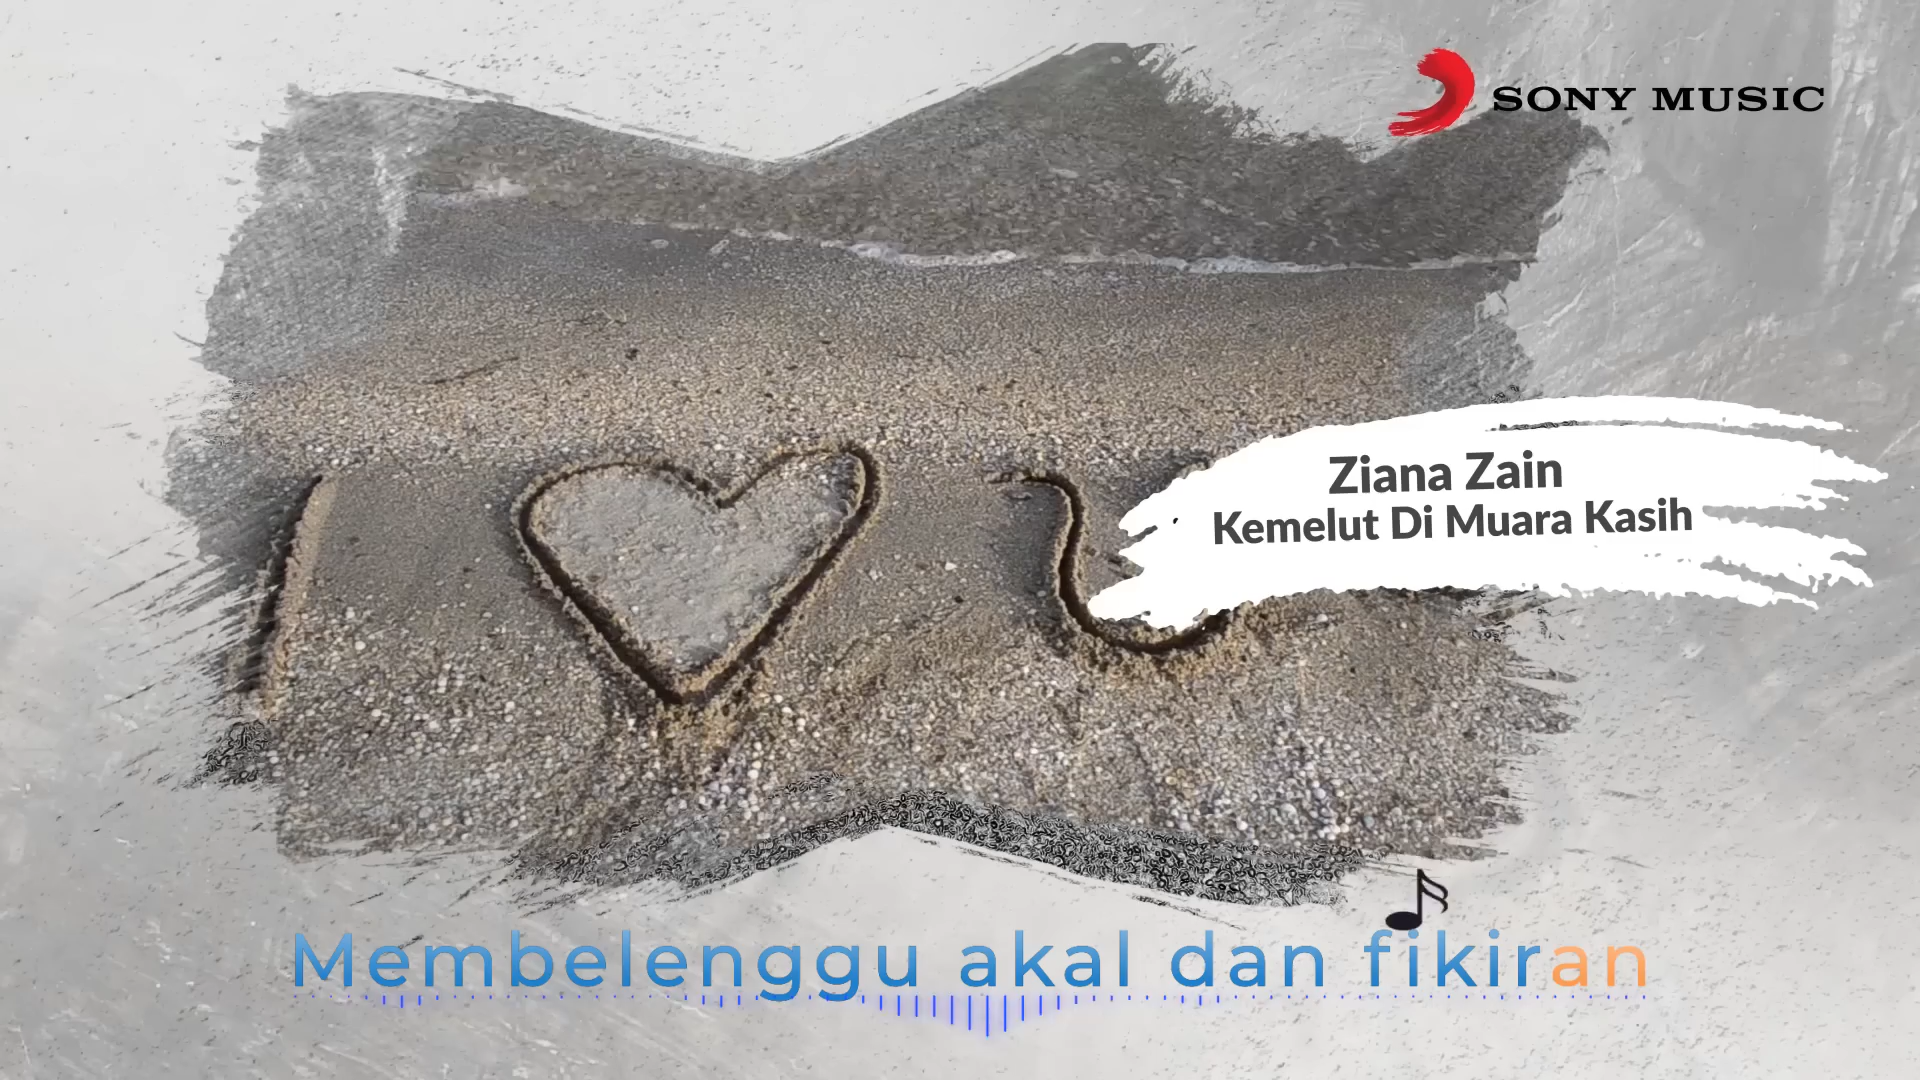 SONY MUSIC
Ziana Zain
Kemelut Di Muara Kasih
Membelenggu akal dan fikiran